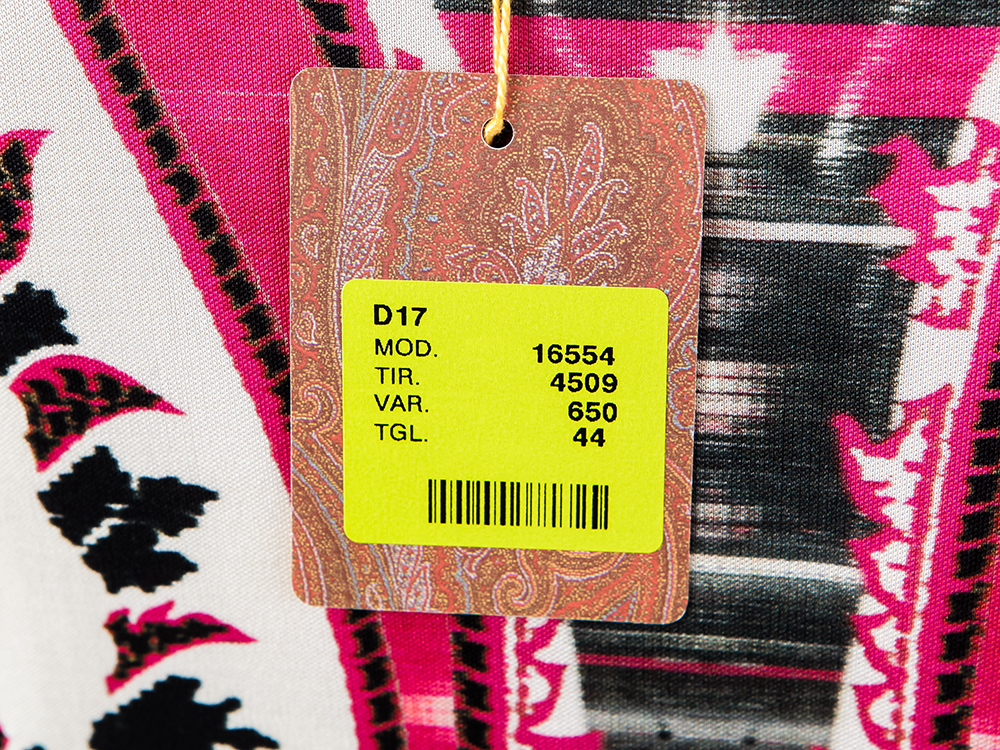 D17
MOD. 16554
TIR. 4509
VAR. 650
TGL. 44